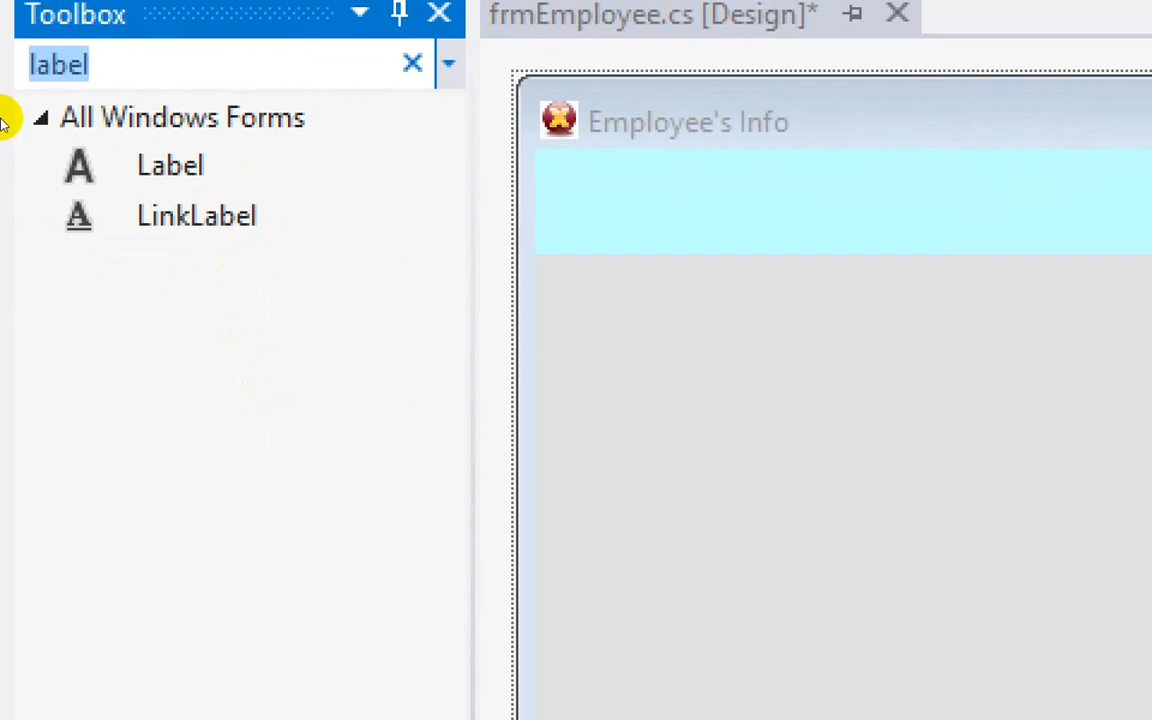 Toolbox
frmEmployee.cs [Design]*
label
All Windows Forms
Employee's Info
Label
LinkLabel